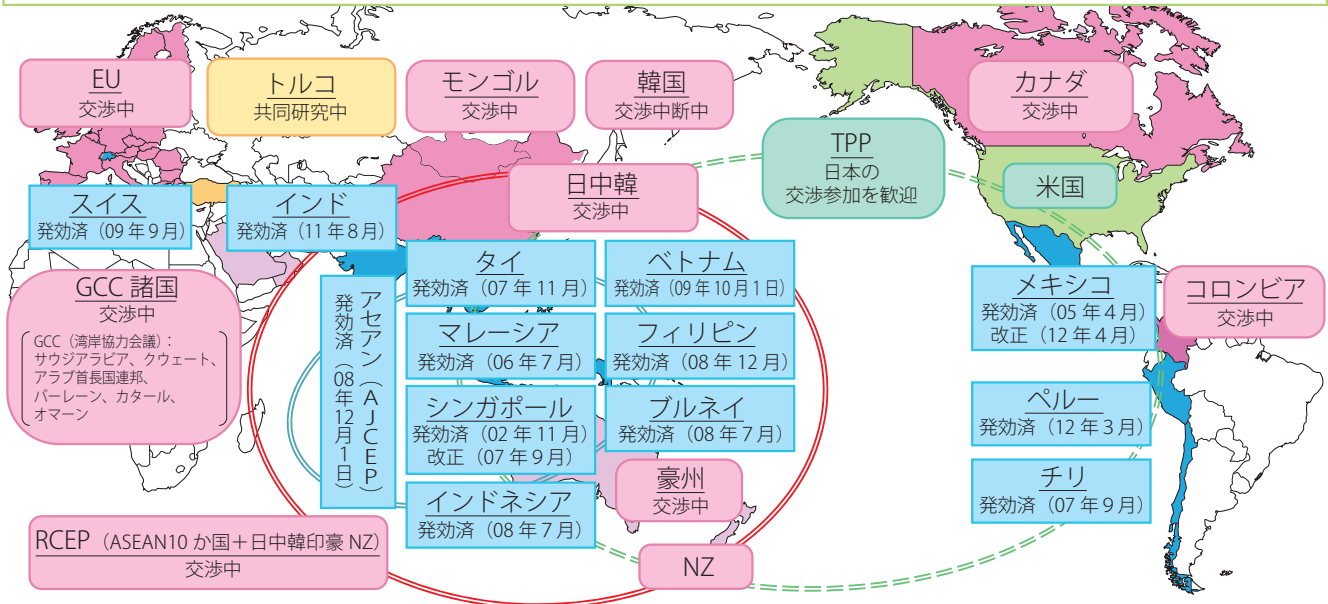 EU
交渉中
トルコ
共同研究中
モンゴル
交渉中
韓国
交渉中断中
カナダ
交渉中
TPP
日本の
交渉参加を歓迎
米国
日中韓
交渉中
スイス
発効済（09年9月）
インド
発効済（11年8月）
GCC 諸国
交渉中
GCC（湾岸協力会議）：
サウジアラビア、クウェート、
アラブ首長国連邦、
バーレーン、カタール、
オマーン
アセアン（AJCEP）
発効済（08年12月1日）
タイ
発効済（07年11月）
ベトナム
発効済（09年10月1日）
マレーシア
発効済（06年7月）
フィリピン
発効済（08年12月）
シンガポール
発効済（02年11月）
改正（07年9月）
ブルネイ
発効済（08年7月）
インドネシア
発効済（08年7月）
豪州
交渉中
NZ
メキシコ
発効済（05年4月）
改正（12年4月）
コロンビア
交渉中
ペルー
発効済（12年3月）
チリ
発効済（07年9月）
RCEP（ASEAN10か国＋日中韓印豪NZ）
交渉中